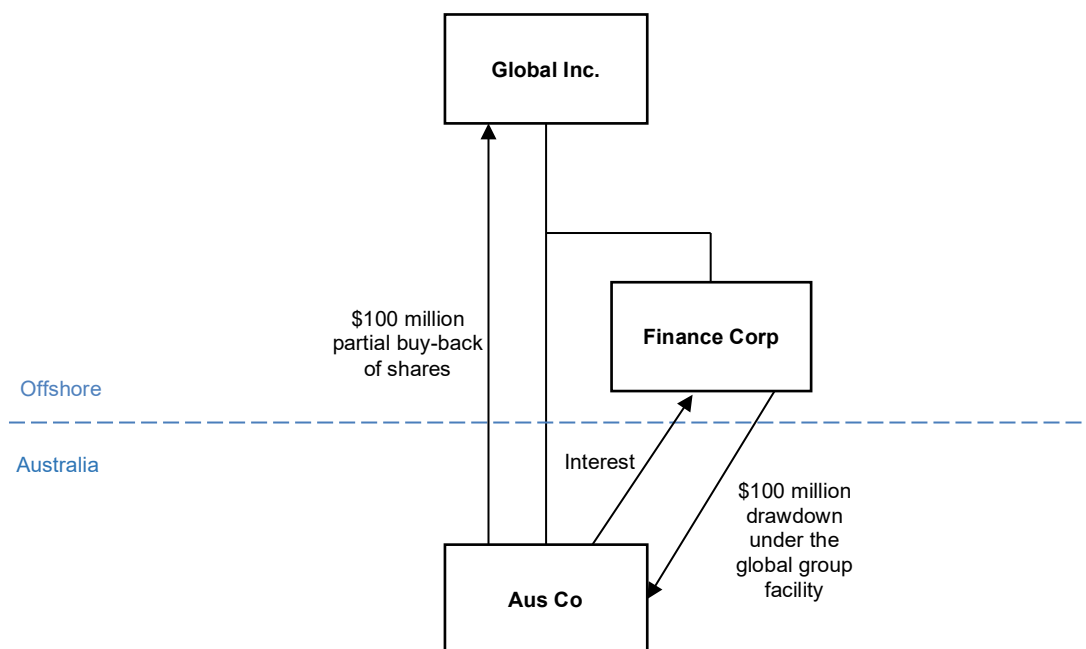 Global Inc.
$100 million
partial buy-back
of shares
Finance Corp
Offshore
Australia
Interest
$100 million
drawdown
under the
global group
facility
Aus Co